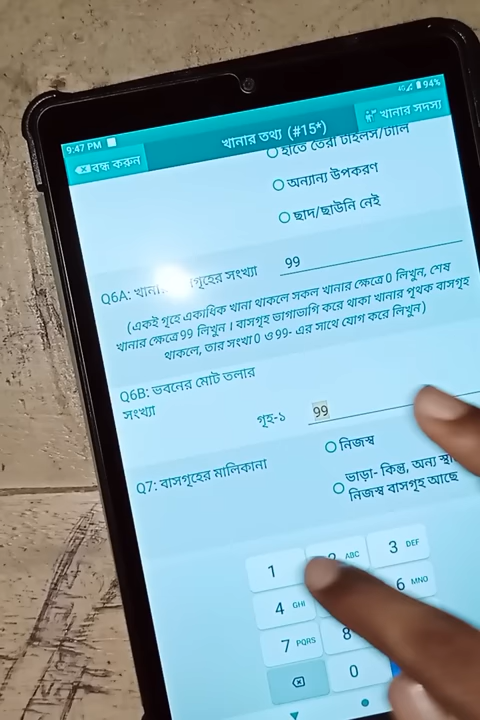 9:47 PM
94%
বন্ধ করুন
খানার তথ্য (#15*)
খানার সদস্য
হাতে তৈরী টাইলস/টালি
অন্যান্য উপকরণ
ছাদ/ছাউনি নেই
Q6A: গৃহের সংখ্যা
99
(একই গৃহে একাধিক খানা থাকলে সকল খানার ক্ষেত্রে 0 লিখুন, শেষ
খানার ক্ষেত্রে 99 লিখুন। বাসগৃহ ভাগাভাগি করে থাকা খানার পৃথক বাসগৃহ
থাকলে, তার সংখ্যা 0 ও 99- এর সাথে যোগ করে লিখুন)
Q6B: ভবনের মোট তলার
সংখ্যা
গৃহ-১
99
Q7: বাসগৃহের মালিকানা
নিজস্ব
ভাড়া- কিন্তু, অন্য
নিজস্ব বাসগৃহ আছে
1
ABC
3 DEF
4 GHI
6 MNO
7 PQRS
8
0